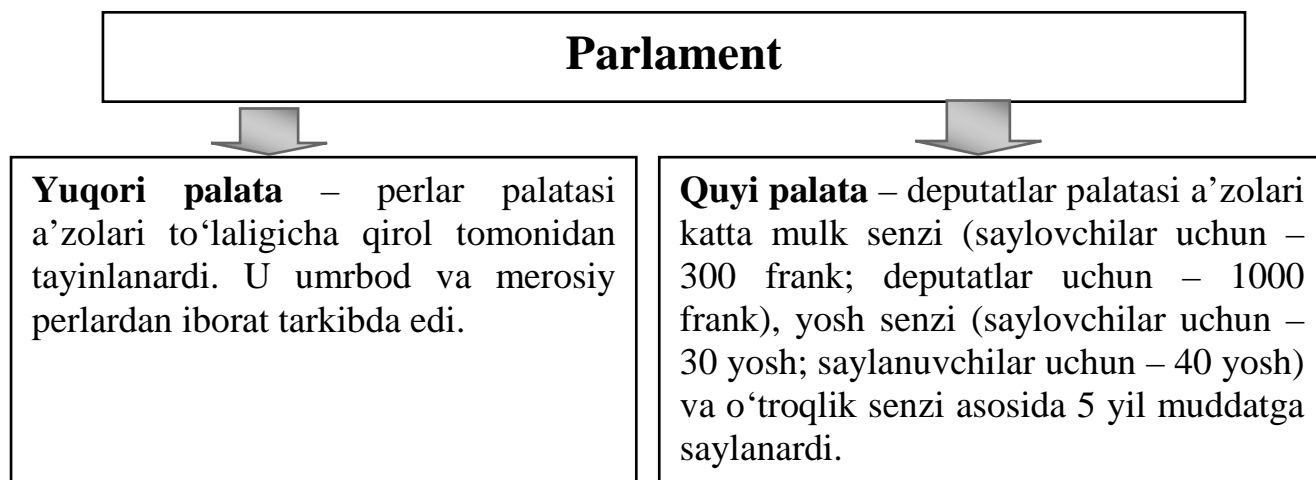 Parlament
Yuqori palata – perlar palatasi
a’zolari to‘laligicha qirol tomonidan
tayinlanardi. U umrbod va merosiy
perlardan iborat tarkibda edi.
Quyi palata – deputatlar palatasi a’zolari
katta mulk senzi (saylovchilar uchun –
300 frank; deputatlar uchun – 1000
frank), yosh senzi (saylovchilar uchun –
30 yosh; saylanuvchilar uchun – 40 yosh)
va o‘troqlik senzi asosida 5 yil muddatga
saylanardi.